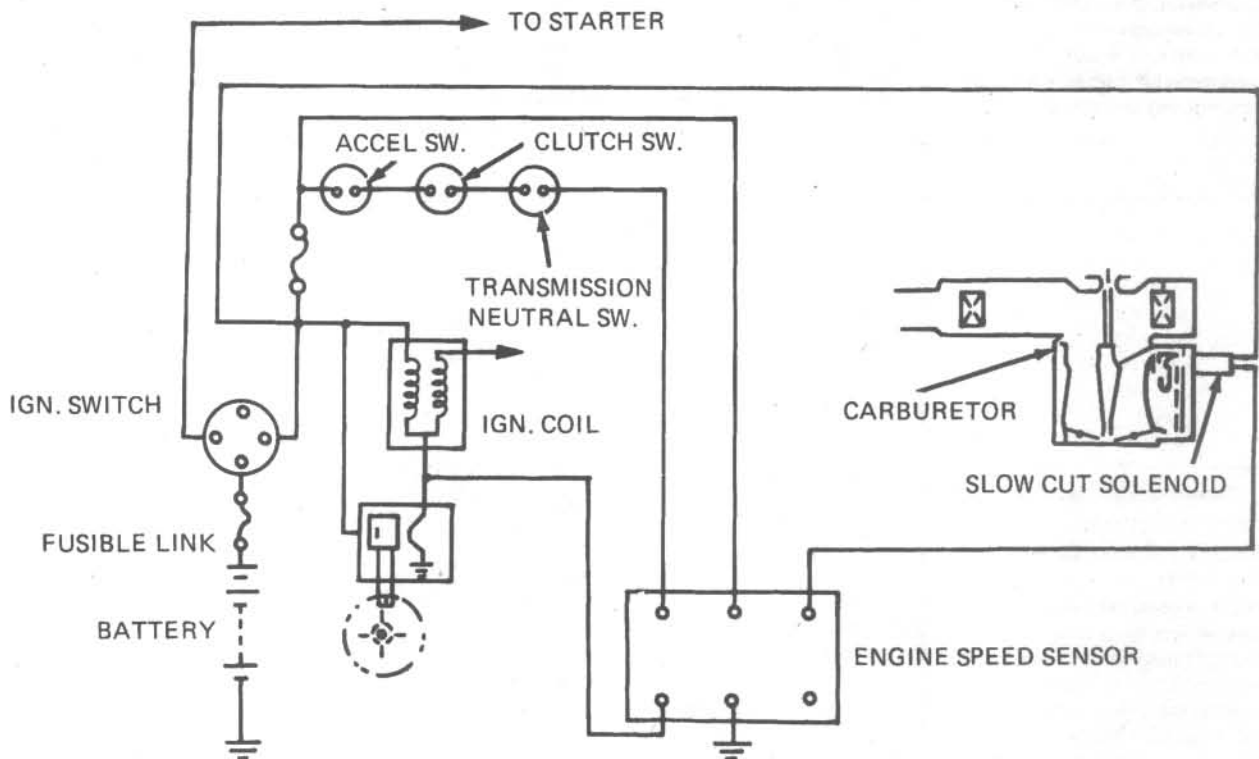 TO STARTER
ACCEL SW.
CLUTCH SW.
TRANSMISSION
NEUTRAL SW.
IGN. SWITCH
IGN. COIL
CARBURETOR
SLOW CUT SOLENOID
FUSIBLE LINK
BATTERY
ENGINE SPEED SENSOR